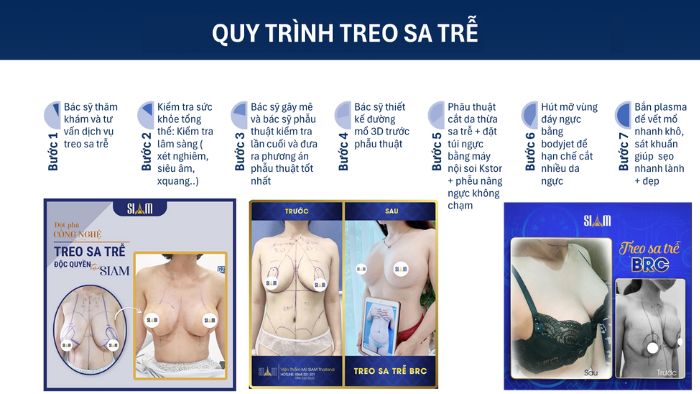 QUY TRÌNH TREO SA TRỄ
Bước 1
Bác sỹ thăm
khám và tư
vấn dịch vụ
treo sa trễ
Bước 2
Kiểm tra sức
khỏe tổng
thể: Kiểm tra
lâm sàng (
xét nghiêm,
siêu âm,
xquang..)
Bước 3
Bác sỹ gây mê
và bác sỹ phẫu
thuật kiểm tra
lần cuối và đưa
ra phương án
phẫu thuật tốt
nhất
Bước 4
Bác sỹ thiết
kế đường
mổ 3D trước
phẫu thuật
Bước 5
Phâu thuật
cắt da thừa
sa trễ + đặt
túi ngực
bằng máy
nội soi Kstor
+ phễu nâng
ngực không
chạm
Bước 6
Hút mỡ vùng
đáy ngực
bằng
bodyjet để
hạn chế cắt
nhiều da
ngực
Bước 7
Bắn plasma
để vết mổ
nhanh khô,
sát khuẩn
giúp sẹo
nhanh lành
+ đẹp
SIAM
Đột phá
CÔNG NGHỆ
TREO SA TRỄ
ĐỘC QUYỀN
SIAM
TRƯỚC
SAU
SIAM
Viện Thẩm Mỹ SIAM Thailand
TREO SA TRỄ BRC
SIAM
Treo sa trễ
BRC
Sau
Trước